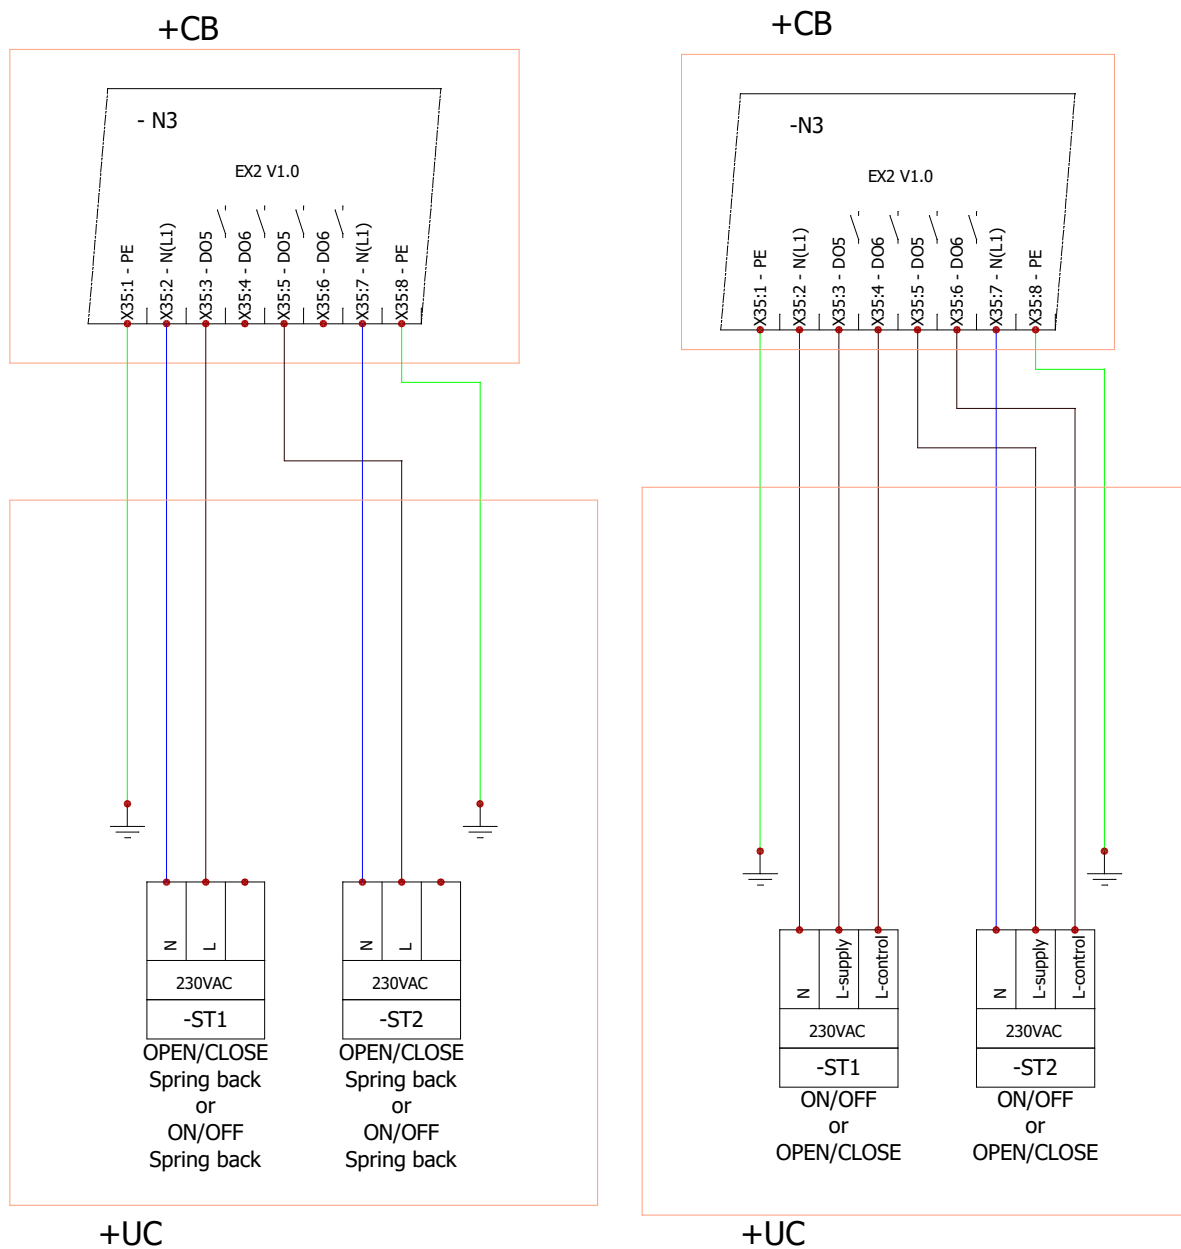 +CB
- N3
EX2 V1.0
X35:1 - PE
X35:2 - N(L1)
X35:3 - DO5
X35:4 - DO6
X35:5 - DO5
X35:6 - DO6
X35:7 - N(L1)
X35:8 - PE
N
L
230VAC
-ST1
OPEN/CLOSE
Spring back
or
ON/OFF
Spring back
N
L
230VAC
-ST2
OPEN/CLOSE
Spring back
or
ON/OFF
Spring back
+UC
+CB
-N3
EX2 V1.0
X35:1 - PE
X35:2 - N(L1)
X35:3 - DO5
X35:4 - DO6
X35:5 - DO5
X35:6 - DO6
X35:7 - N(L1)
X35:8 - PE
N
L-supply
L-control
230VAC
-ST1
ON/OFF
or
OPEN/CLOSE
N
L-supply
L-control
230VAC
-ST2
ON/OFF
or
OPEN/CLOSE
+UC